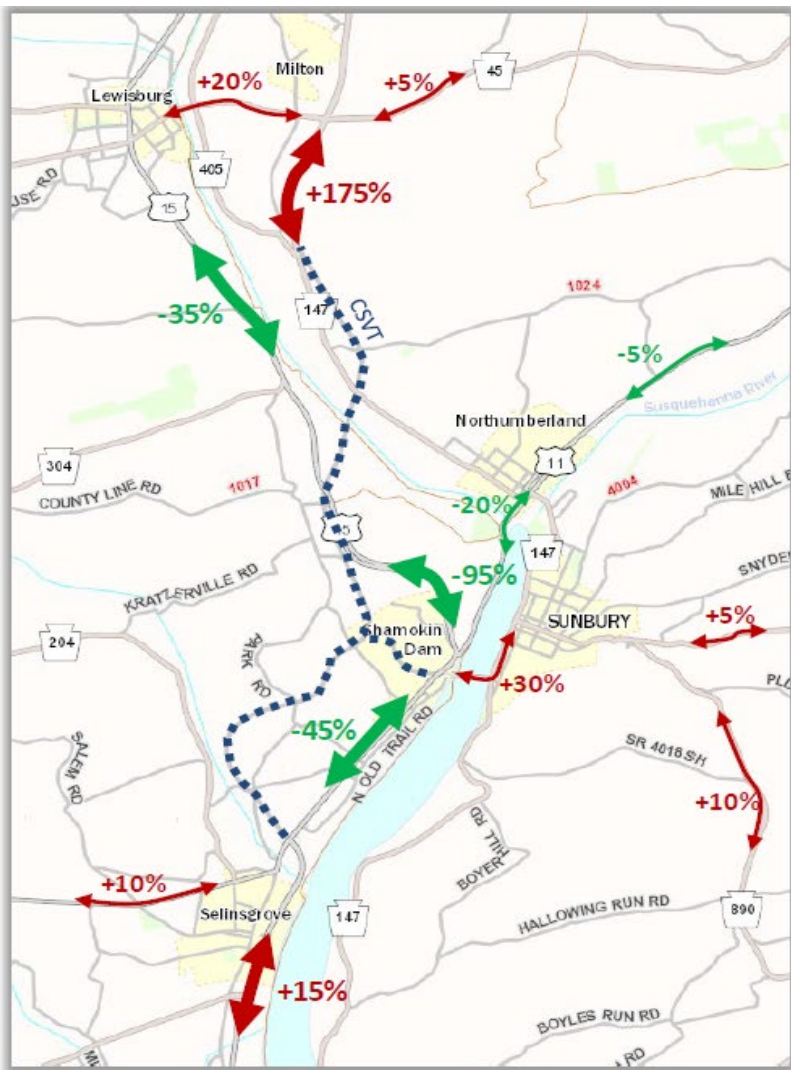 Milton
+20%
+5%
45
Lewisburg
405
+175%
USE RD
15
147
CSVT
1024
-35%
-5%
Susquehanna River
Northumberland
11
304
1017
4004
COUNTY LINE RD
MILE HILL
-20%
147
-95%
SNYDE
KRATZERVILLE RD
Shamokin
Dam
SUNBURY
+5%
204
PARK RD
+30%
-45%
N OLD TRAIL RD
SR 4016 SH
SALEM RD
+10%
BOYER HILL RD
+10%
Selinsgrove
147
HALLOWING RUN RD
890
+15%
BOYLES RUN RD